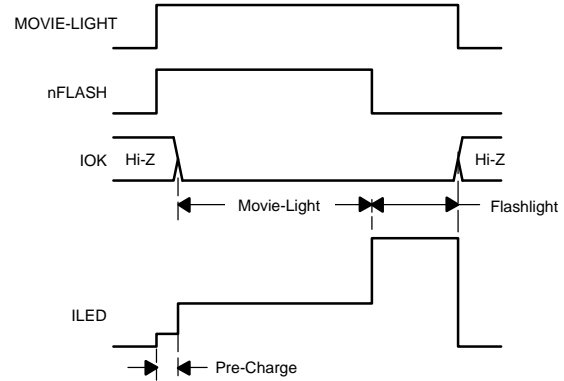 MOVIE-LIGHT
nFLASH
IOK
Hi-Z
Hi-Z
Movie-Light
Flashlight
ILED
Pre-Charge